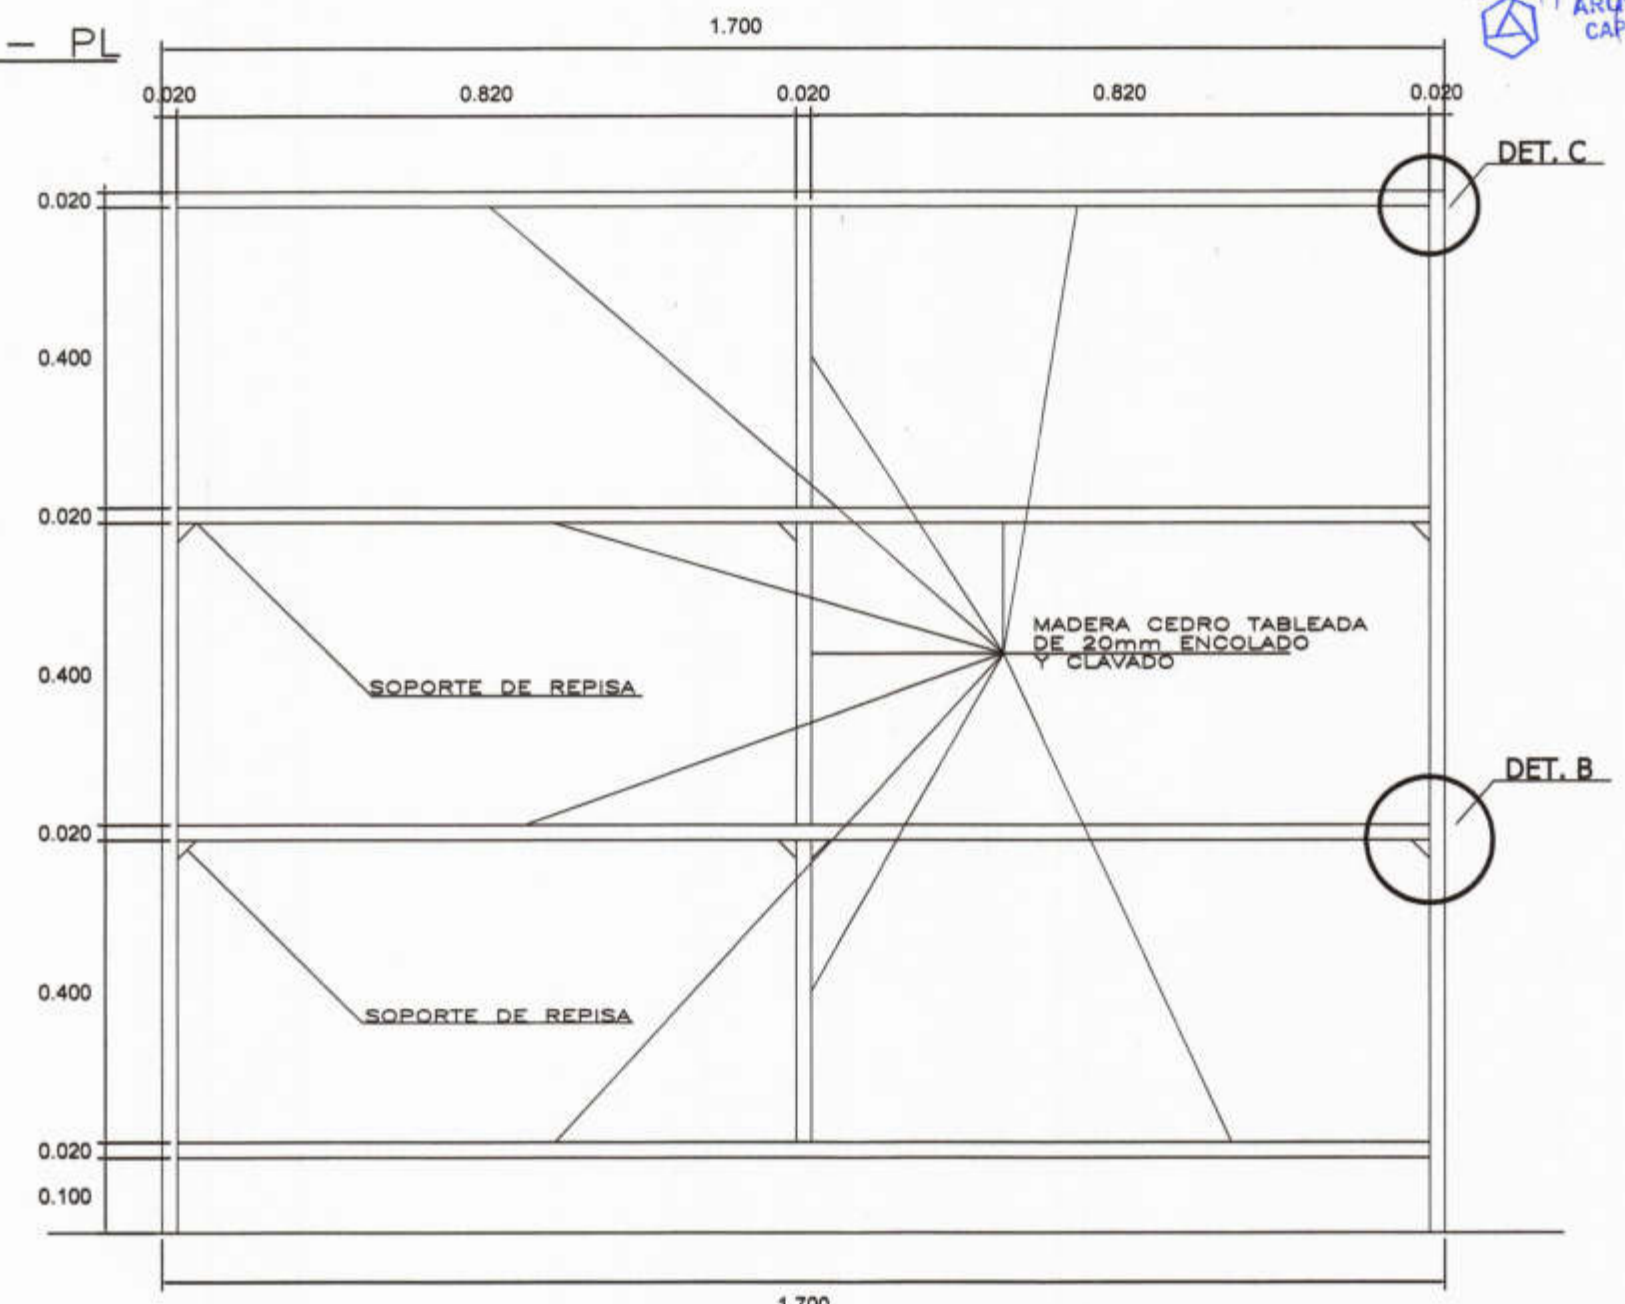 1.700
- PL
0.020 0.820 0.020 0.820 0.020
DET. C
0.020
0.400
0.020
MADERA CEDRO TABLEADA
DE 20mm ENCOLADO
Y CLAVADO
0.400
SOPORTE DE REPISA
DET. B
0.020
0.400
SOPORTE DE REPISA
0.020
0.100
1.700